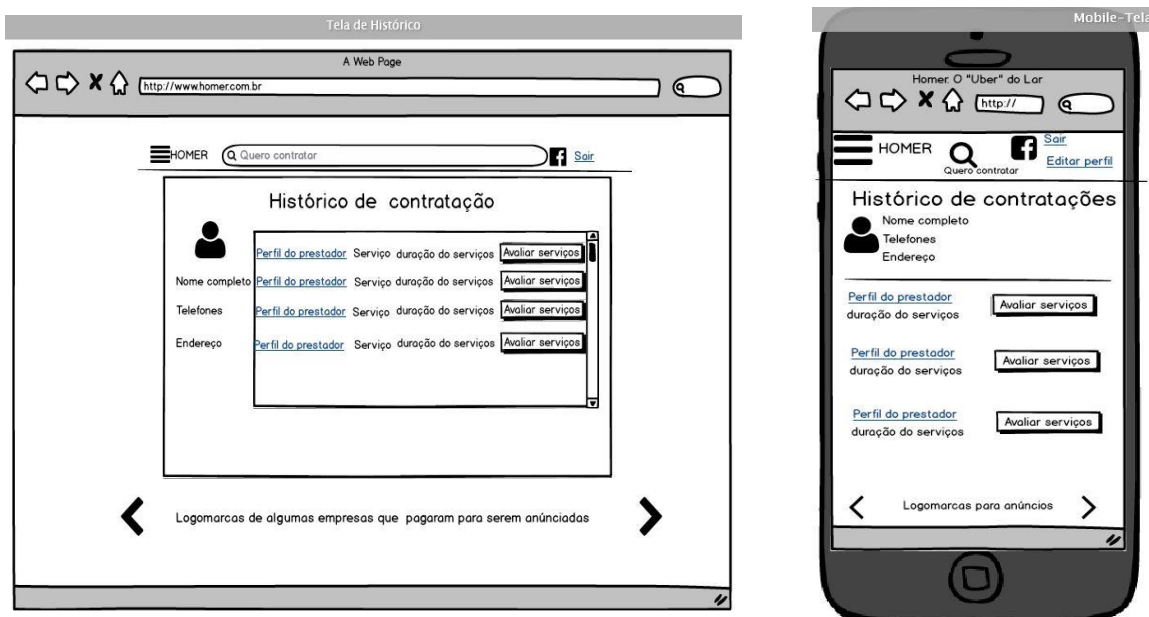 Tela de Histórico
A Web Page
http://www.homer.com.br
HOMER Quero contratar Sair
Histórico de contratação
Perfil do prestador Serviço duração do serviços Avaliar serviços
Nome completo Perfil do prestador Serviço duração do serviços Avaliar serviços
Telefones Perfil do prestador Serviço duração do serviços Avaliar serviços
Endereço Perfil do prestador Serviço duração do serviços Avaliar serviços
Logomarcas de algumas empresas que pagaram para serem anúnciadas
Mobile-Tela
Homer. O "Uber" do Lar
http://
HOMER Sair
Quero contratar Editar perfil
Histórico de contratações
Nome completo
Telefones
Endereço
Perfil do prestador Avaliar serviços
duração do serviços
Perfil do prestador Avaliar serviços
duração do serviços
Perfil do prestador Avaliar serviços
duração do serviços
Logomarcas para anúncios